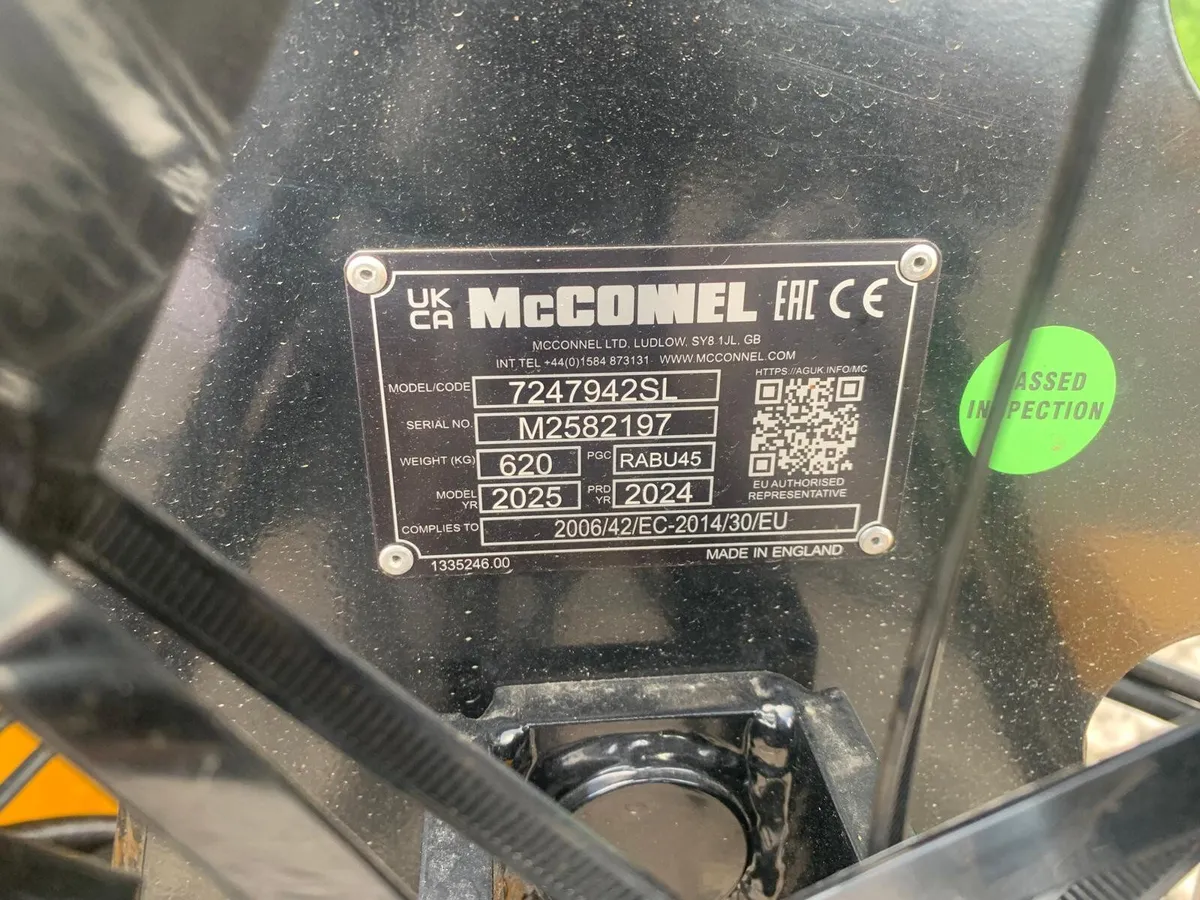 UK
CA
McCONNEL
EAC CE
MCCONNEL LTD, LUDLOW, SY8 1JL, GB
INT TEL +44(0)1584 873131 WWW.MCCONNEL.COM
HTTPS://AGUK.INFO/MC
MODEL/CODE 7247942SL
SERIAL NO. M2582197
WEIGHT (KG) 620 PGC RABU45
EU AUTHORISED
REPRESENTATIVE
MODEL YR 2025 PRD YR 2024
COMPLIES TO 2006/42/EC-2014/30/EU
1335246.00 MADE IN ENGLAND
PASSED
INSPECTION